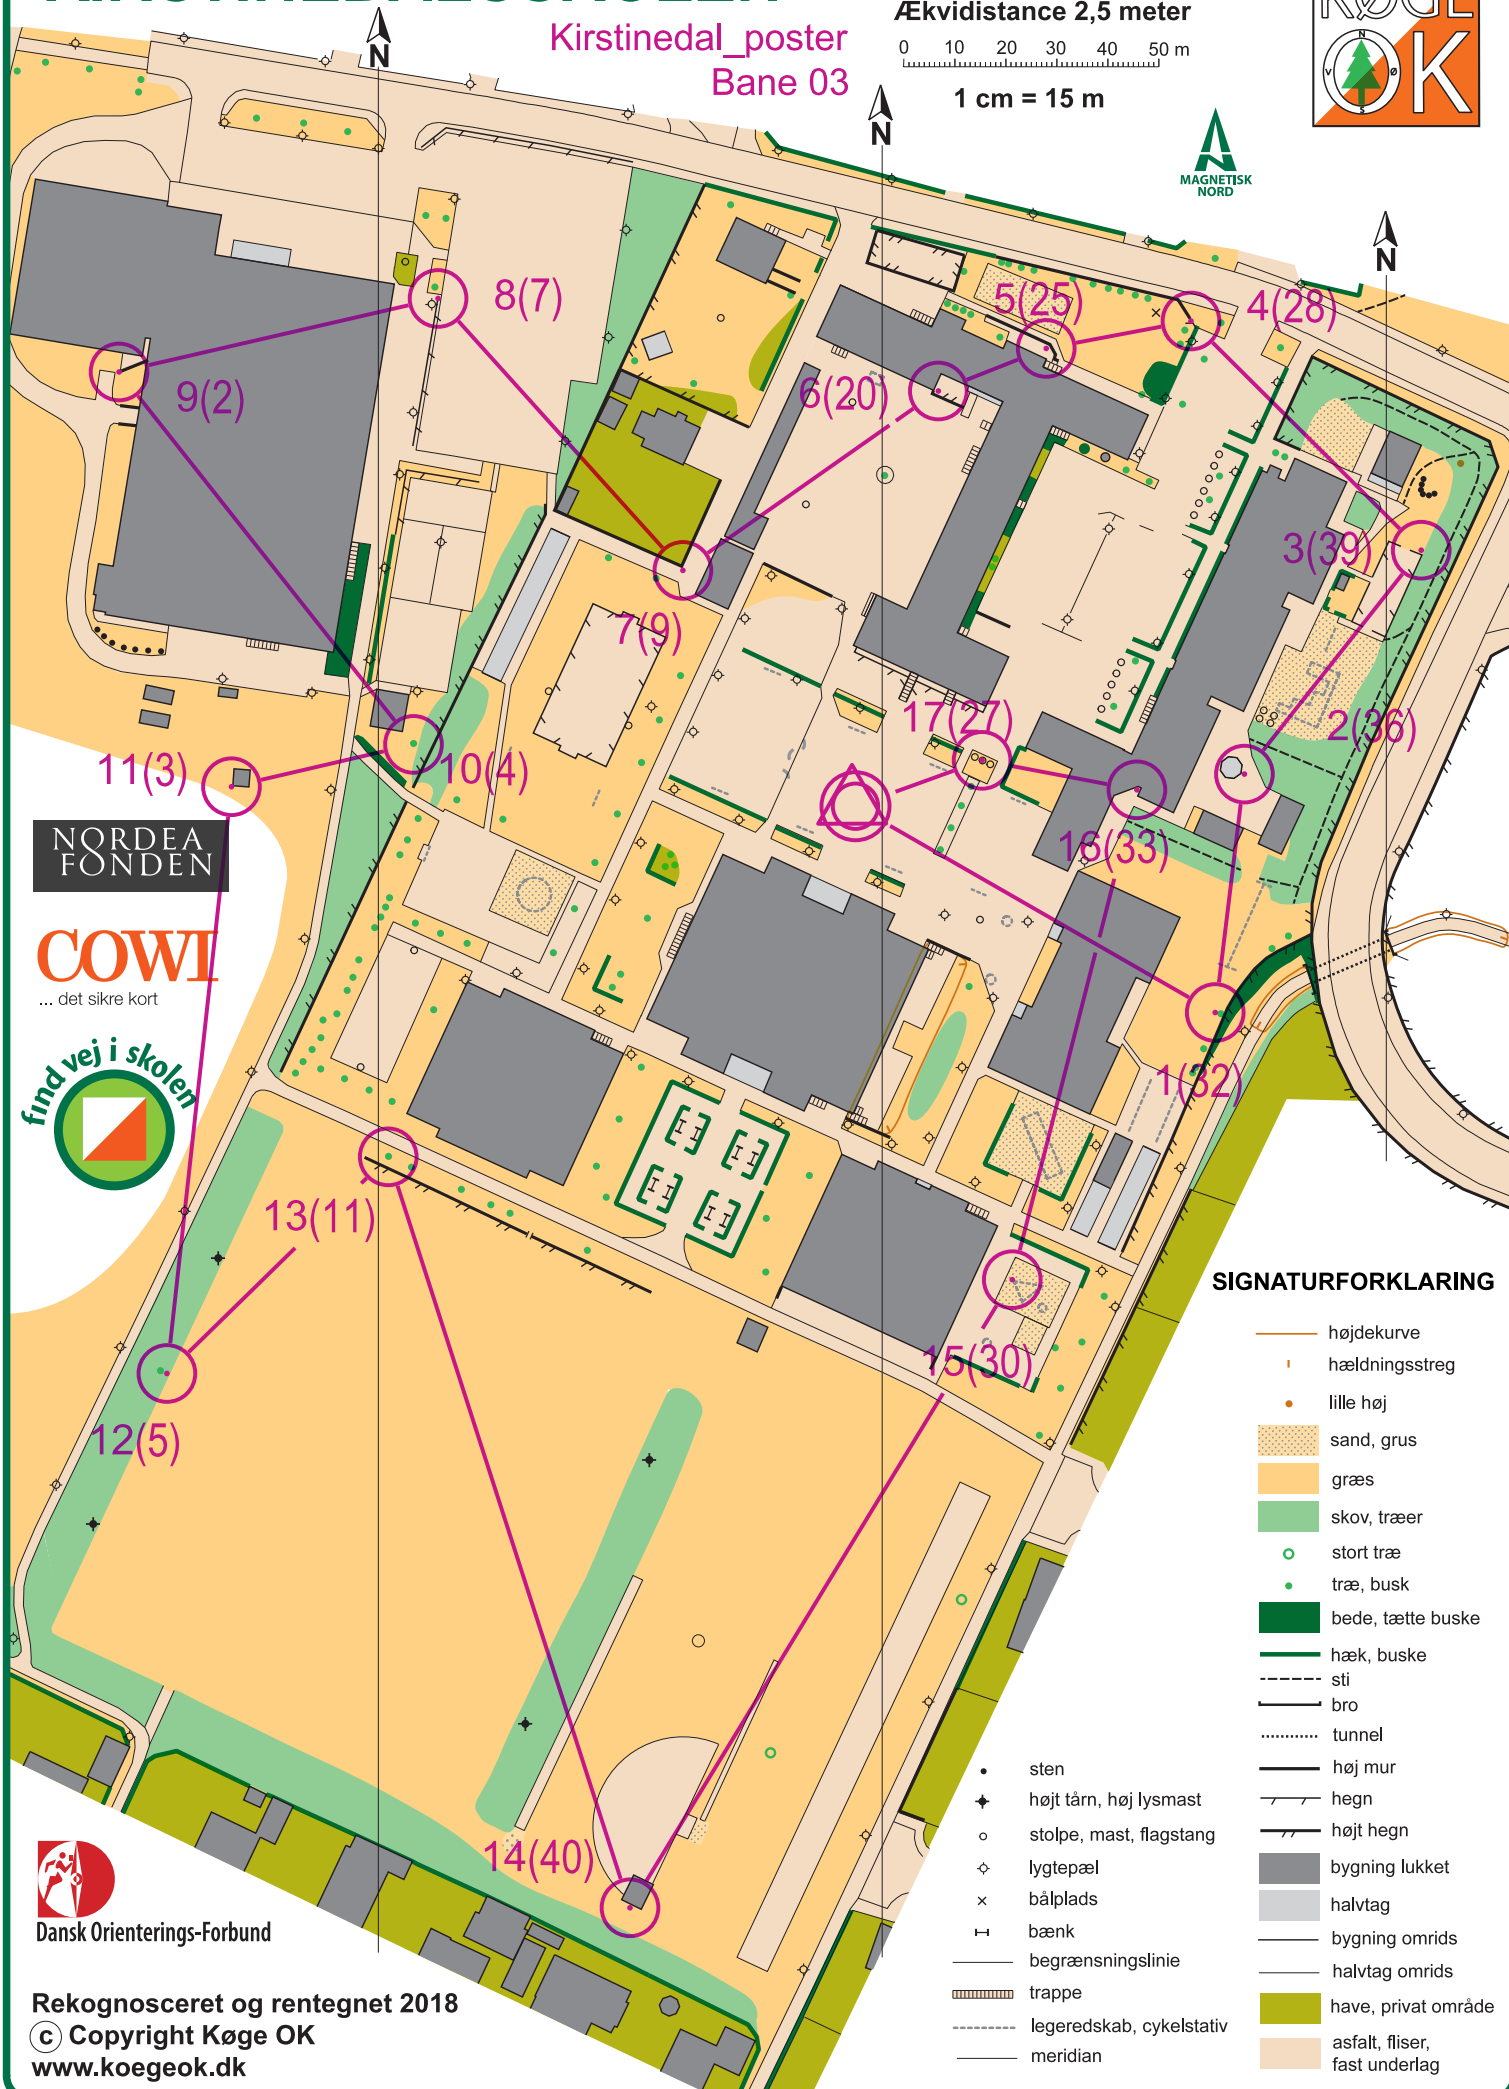 Kirstinedal_poster
Bane 03
Ækvidistance 2,5 meter
0 10 20 30 40 50 m
1 cm = 15 m
KØGE
OK
N
V Ø
S
N
N
N
MAGNETISK
NORD
8(7)
5(25)
4(28)
9(2)
6(20)
3(39)
7(9)
17(27)
2(36)
11(3)
10(4)
16(33)
1(32)
13(11)
15(30)
12(5)
14(40)
NORDEA
FONDEN
COWI
... det sikre kort
find vej i skolen
SIGNATURFORKLARING
højdekurve
hældningsstreg
lille høj
sand, grus
græs
skov, træer
stort træ
træ, busk
bede, tætte buske
hæk, buske
sti
bro
tunnel
høj mur
hegn
højt hegn
bygning lukket
halvtag
bygning omrids
halvtag omrids
have, privat område
asfalt, fliser,
fast underlag
sten
højt tårn, høj lysmast
stolpe, mast, flagstang
lygtepæl
bålplads
bænk
begrænsningslinie
trappe
legeredskab, cykelstativ
meridian
Dansk Orienterings-Forbund
Rekognosceret og rentegnet 2018
(c) Copyright Køge OK
www.koegeok.dk